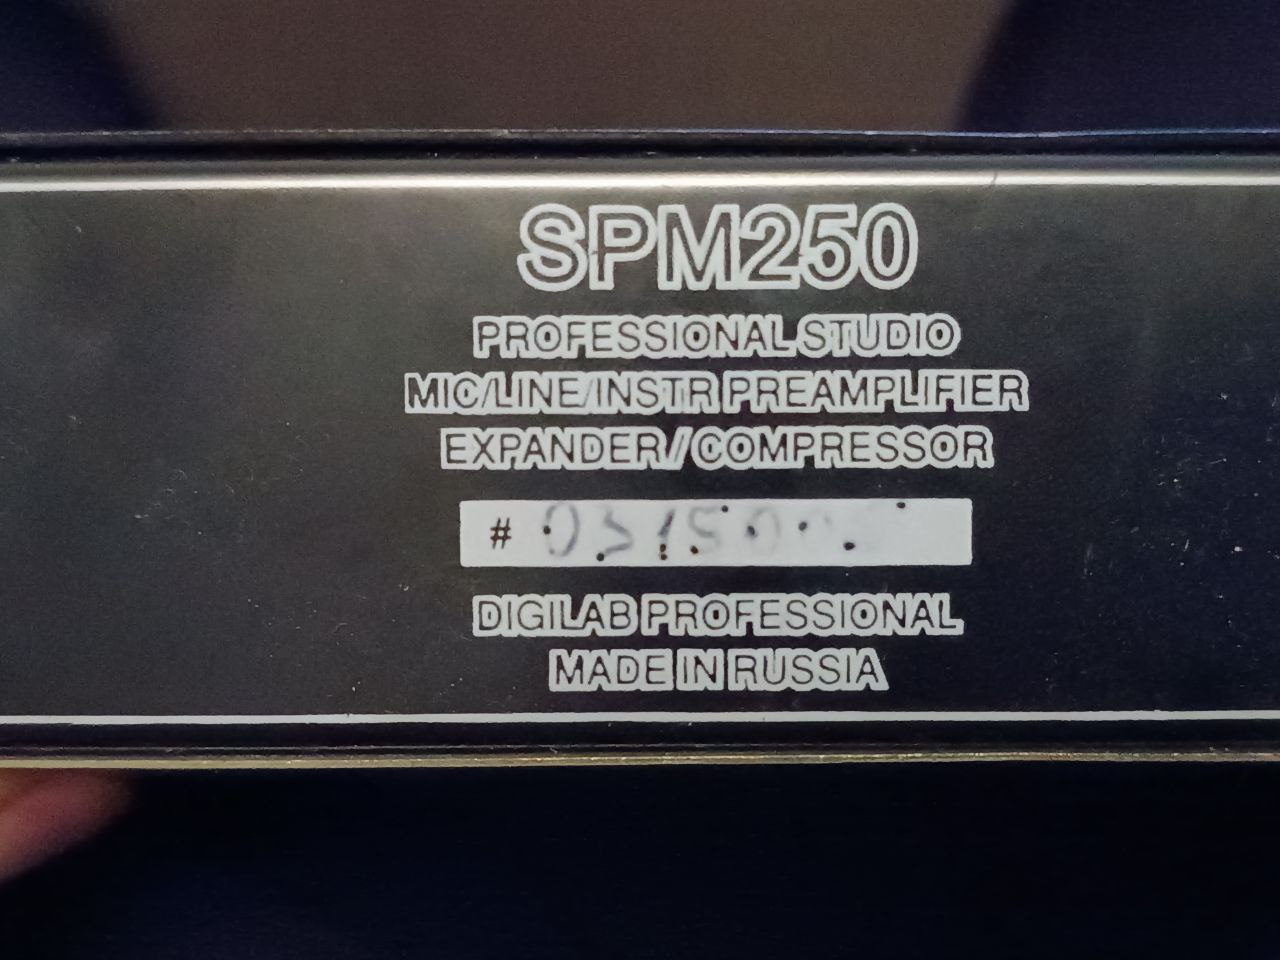 SPM250
PROFESSIONAL STUDIO
MIC/LINE/INSTR PREAMPLIFIER
EXPANDER/COMPRESSOR
#
DIGILAB PROFESSIONAL
MADE IN RUSSIA